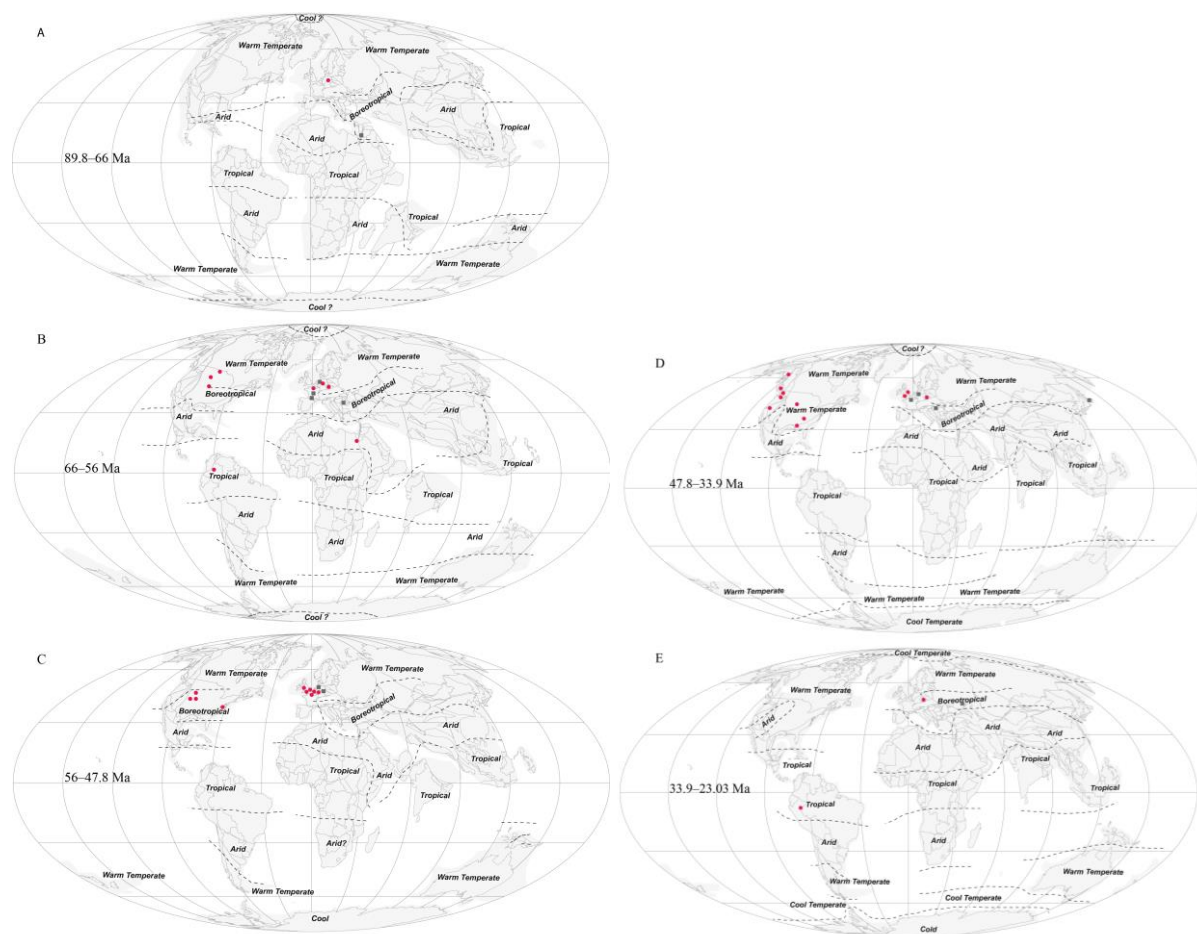 A
Cool ?
Warm Temperate
Warm Temperate
Boreotropical
Arid
Arid
Tropical
Arid
89.8–66 Ma
Tropical
Tropical
Arid
Tropical
Arid
Arid
Warm Temperate
Warm Temperate
Cool ?
B
Cool ?
Warm Temperate
Warm Temperate
Boreotropical
Boreotropical
Arid
Arid
Arid
66–56 Ma
Tropical
Tropical
Tropical
Tropical
Arid
Arid
Warm Temperate
Warm Temperate
Cool ?
C
Warm Temperate
Warm Temperate
Boreotropical
Boreotropical
Arid
Arid
Arid
56–47.8 Ma
Tropical
Arid
Tropical
Tropical
Tropical
Arid?
Arid
Warm Temperate
Warm Temperate
Warm Temperate
Cool
D
Cool ?
Warm Temperate
Warm Temperate
Warm Temperate
Boreotropical
Arid
Arid
Arid
Arid
Arid
47.8–33.9 Ma
Tropical
Tropical
Tropical
Tropical
Arid
Warm Temperate
Warm Temperate
Warm Temperate
Cool Temperate
E
Cool Temperate
Warm Temperate
Warm Temperate
Boreotropical
Arid
Arid
Arid
Arid
Tropical
Tropical
33.9–23.03 Ma
Tropical
Tropical
Tropical
Arid
Arid
Arid
Warm Temperate
Warm Temperate
Cool Temperate
Cool Temperate
Cold